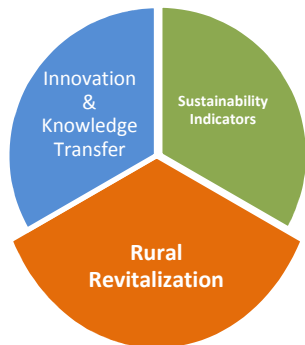 Innovation
&
Knowledge
Transfer
Sustainability
Indicators
Rural
Revitalization